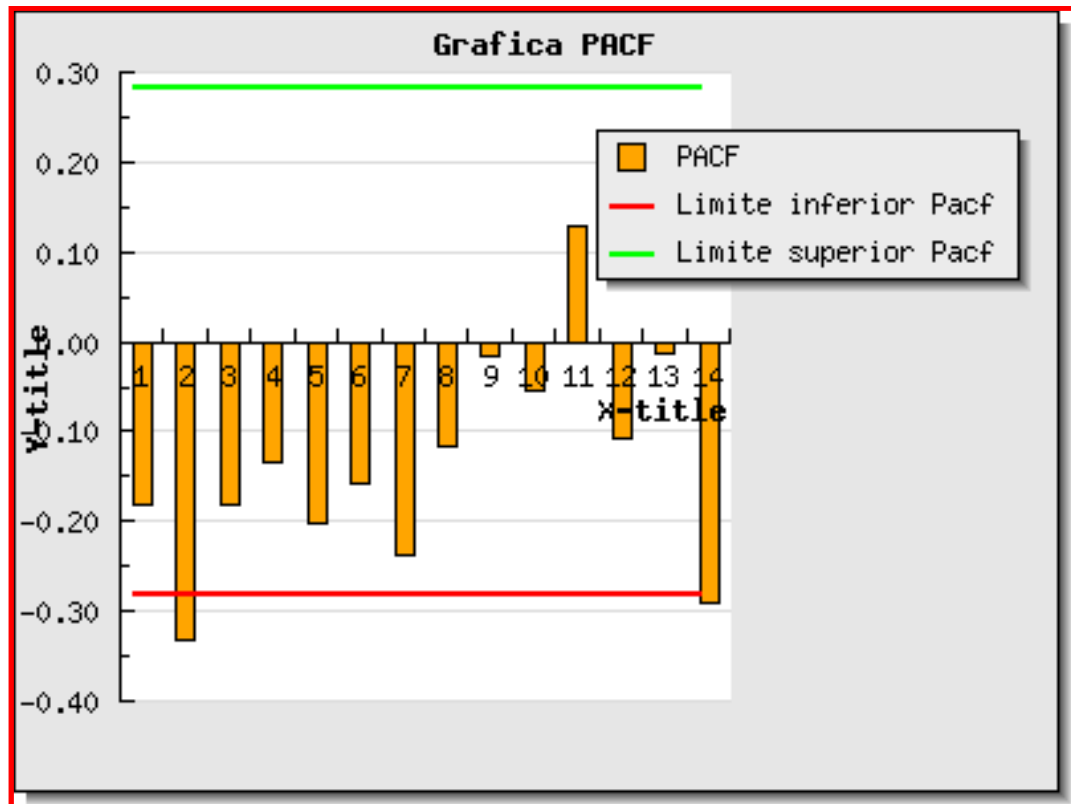 Grafica PACF
0.30
0.20
0.10
0.00
-0.10
-0.20
-0.30
-0.40
Y-title
1 2 3 4 5 6 7 8 9 10 11 12 13 14
X-title
PACF
Limite inferior Pacf
Limite superior Pacf